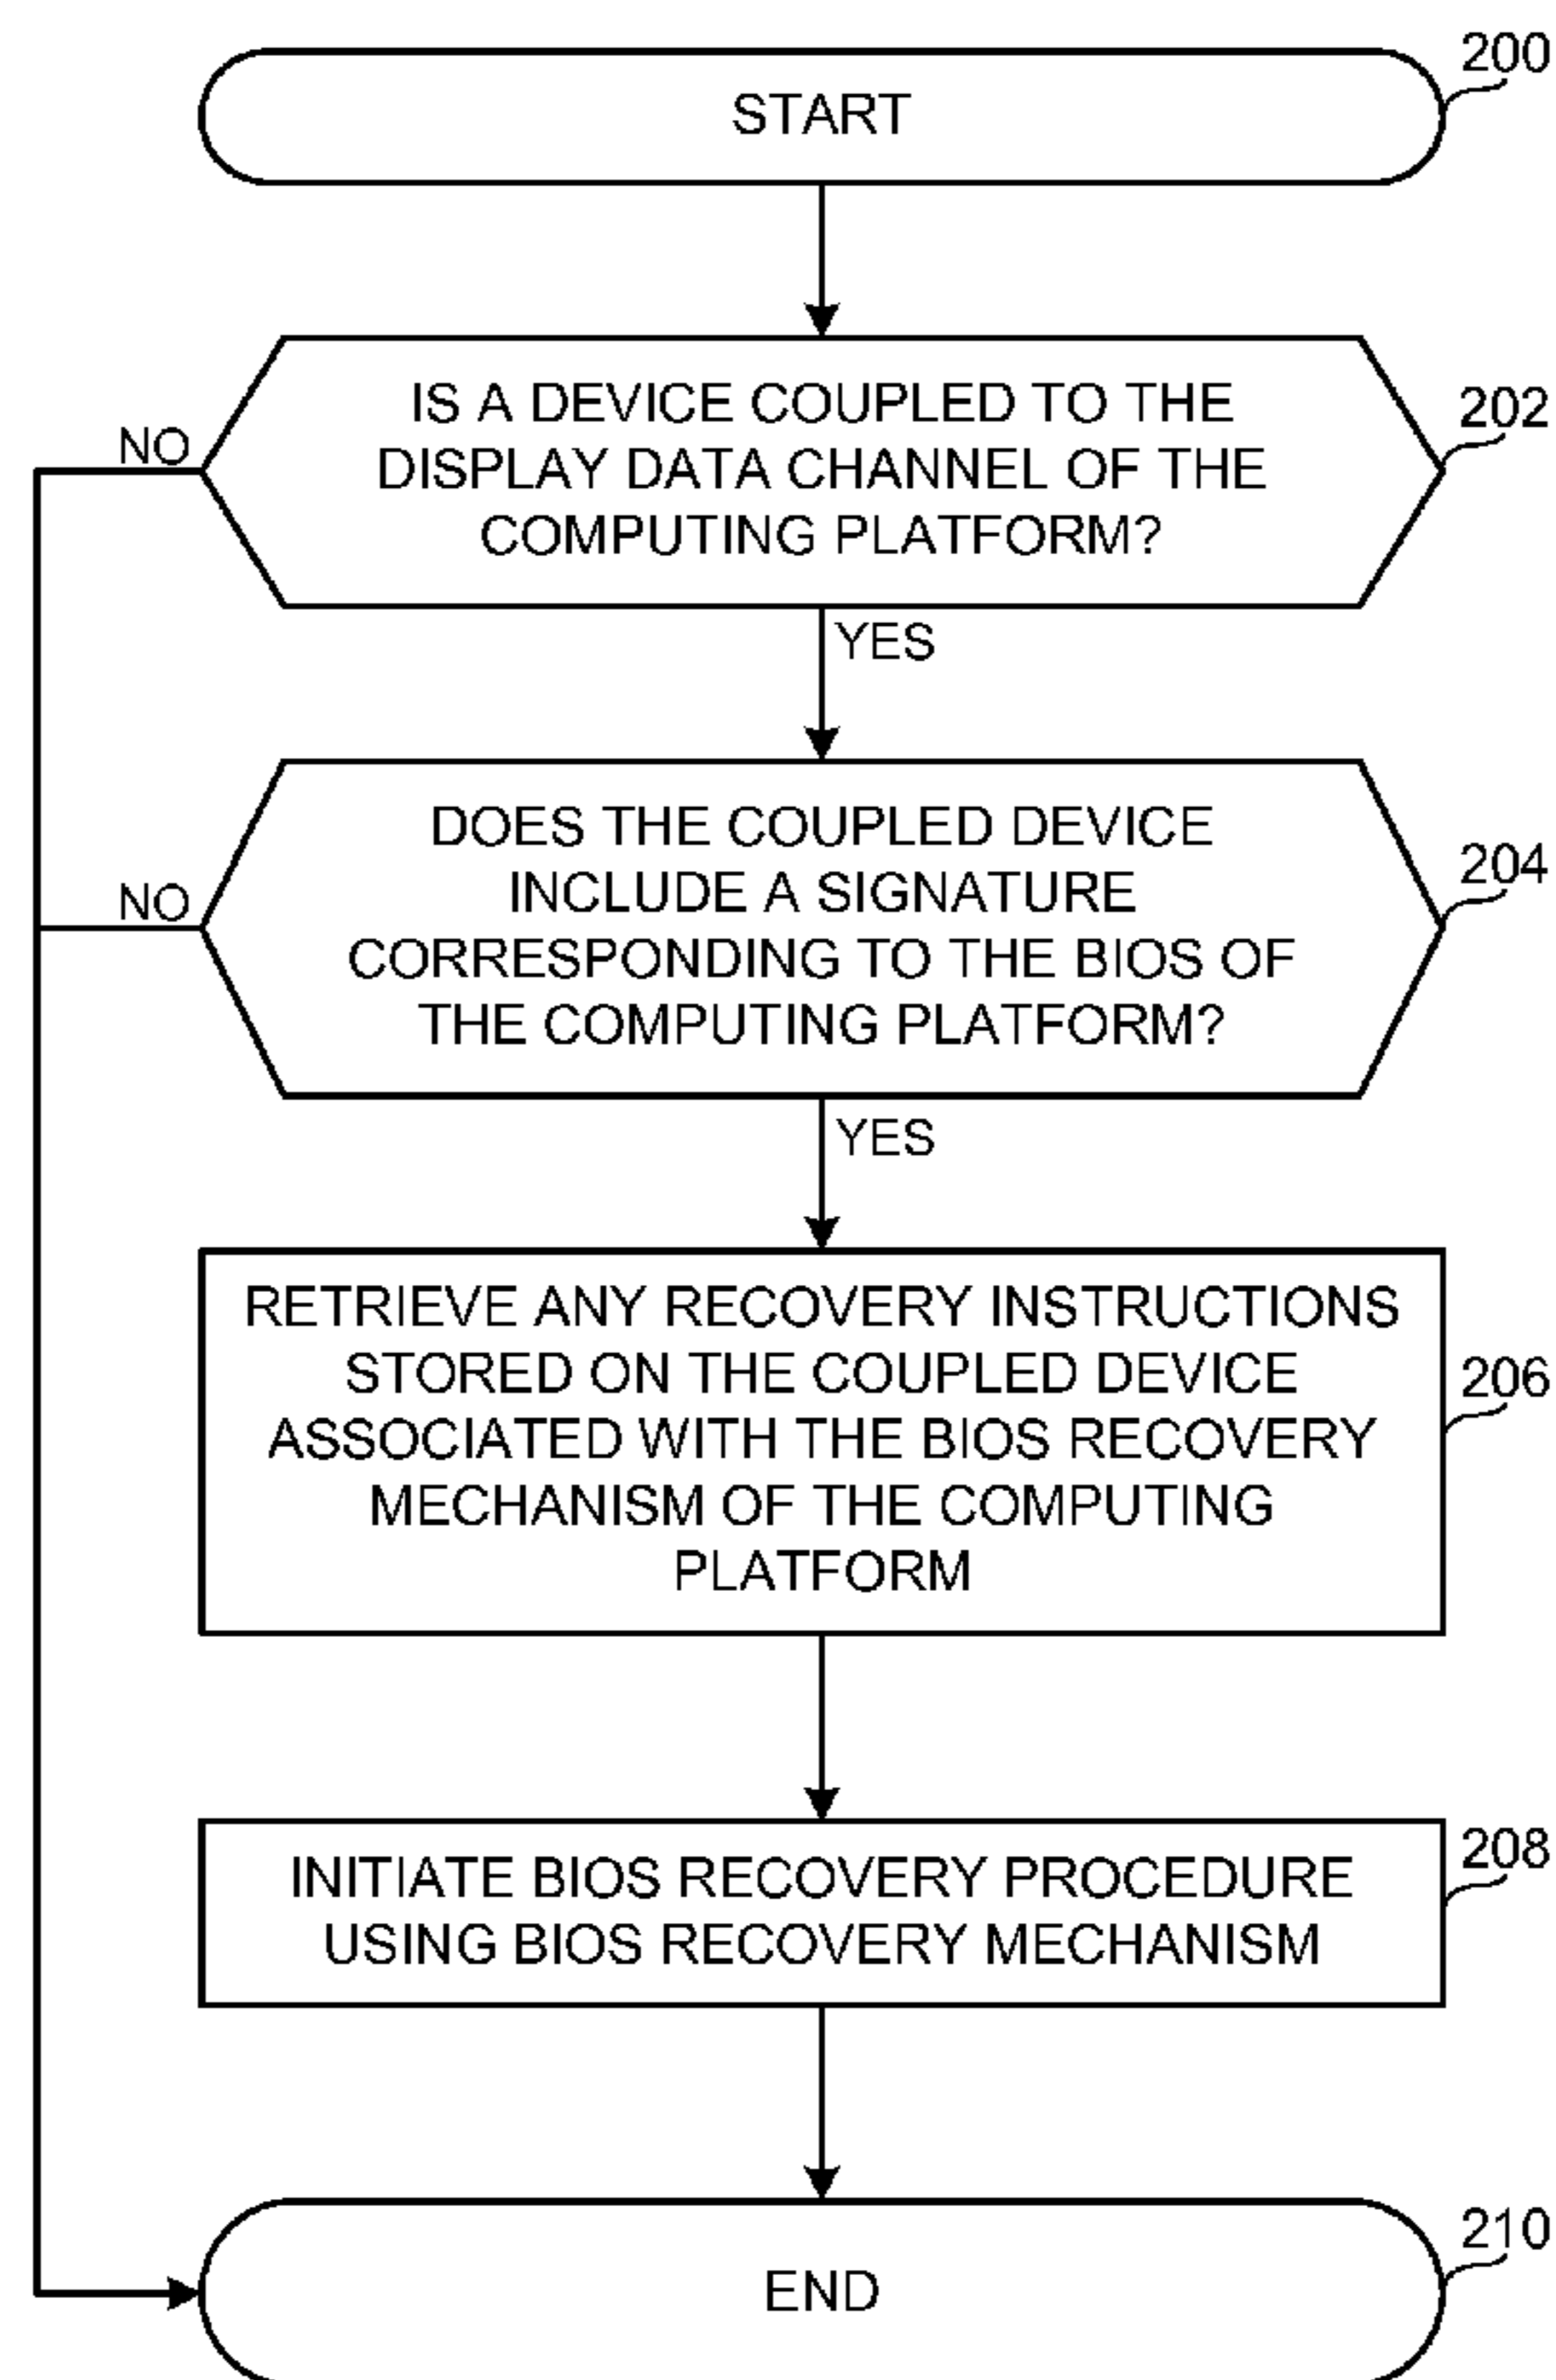 200
START
IS A DEVICE COUPLED TO THE
DISPLAY DATA CHANNEL OF THE
COMPUTING PLATFORM?
202
NO
YES
DOES THE COUPLED DEVICE
INCLUDE A SIGNATURE
CORRESPONDING TO THE BIOS OF
THE COMPUTING PLATFORM?
204
NO
YES
RETRIEVE ANY RECOVERY INSTRUCTIONS
STORED ON THE COUPLED DEVICE
ASSOCIATED WITH THE BIOS RECOVERY
MECHANISM OF THE COMPUTING
PLATFORM
206
INITIATE BIOS RECOVERY PROCEDURE
USING BIOS RECOVERY MECHANISM
208
END
210